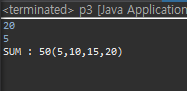 <terminated> p3 [Java Application
20
5
SUM : 50(5,10,15,20)